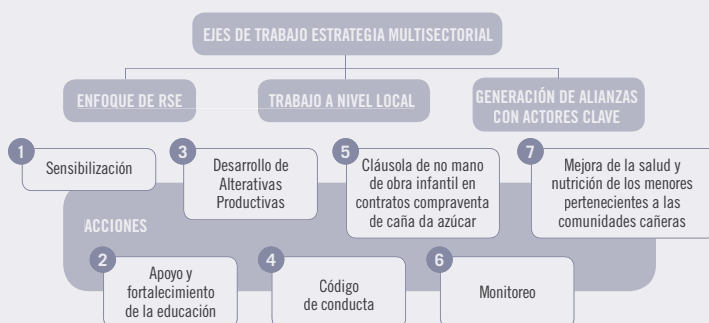 EJES DE TRABAJO ESTRATEGIA MULTISECTORIAL
ENFOQUE DE RSE
TRABAJO A NIVEL LOCAL
GENERACIÓN DE ALIANZAS
CON ACTORES CLAVE
1
Sensibilización
3
Desarrollo de
Alterativas
Productivas
5
Cláusula de no mano
de obra infantil en
contratos compraventa
de caña da azúcar
7
Mejora de la salud y
nutrición de los menores
pertenecientes a las
comunidades cañeras
ACCIONES
2
Apoyo y
fortalecimiento
de la educación
4
Código
de conducta
6
Monitoreo